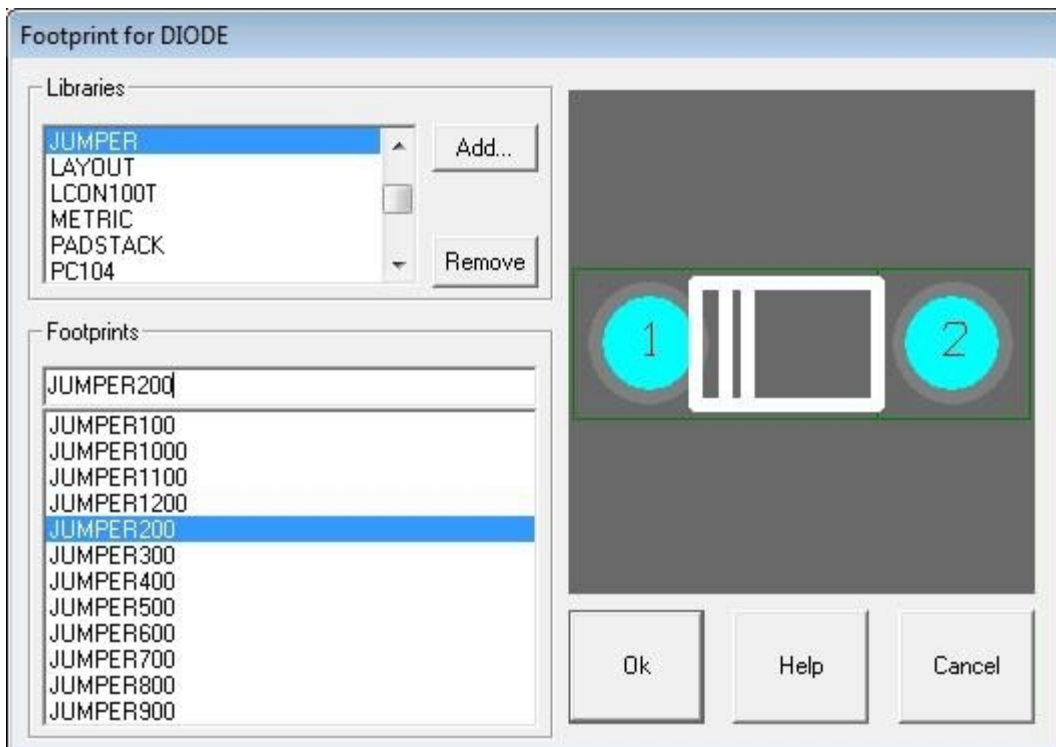 Footprint for DIODE
Libraries
JUMPER
LAYOUT
LCON100T
METRIC
PADSTACK
PC104
Add...
Remove
Footprints
JUMPER200
JUMPER100
JUMPER1000
JUMPER1100
JUMPER1200
JUMPER200
JUMPER300
JUMPER400
JUMPER500
JUMPER600
JUMPER700
JUMPER800
JUMPER900
1
2
Ok
Help
Cancel